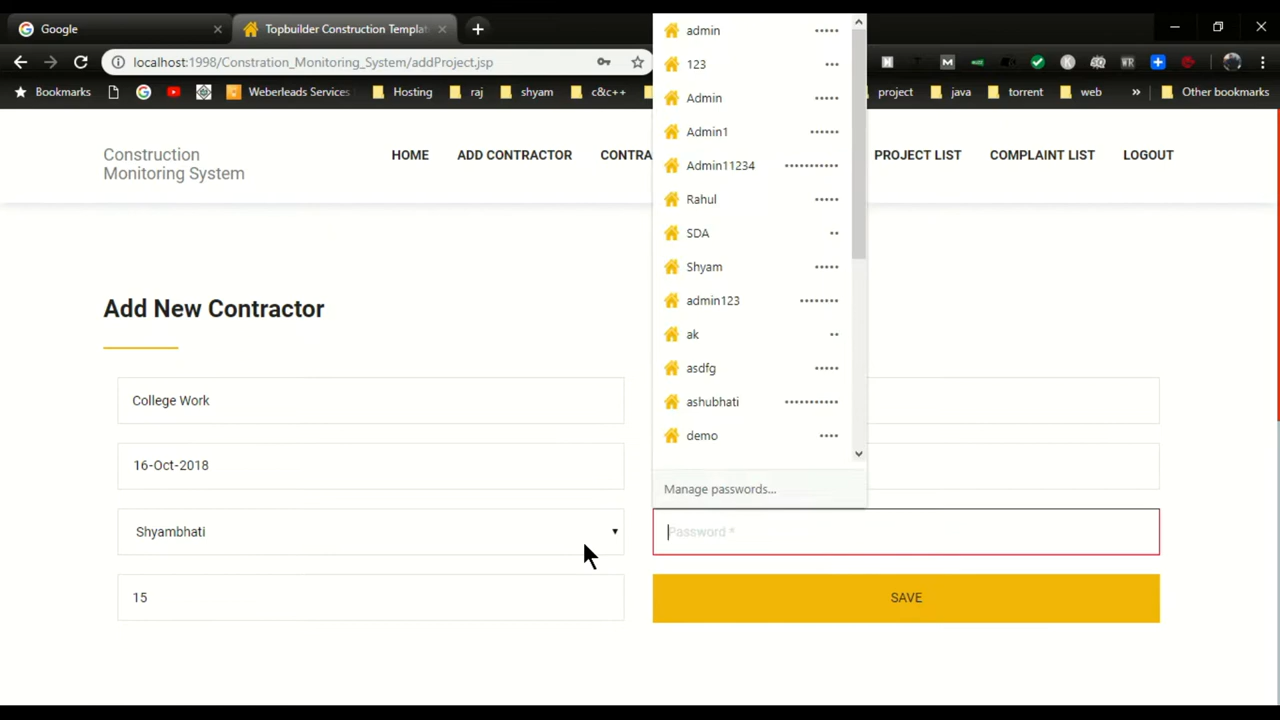 Google
Topbuilder Construction Templat
localhost:1998/Constration_Monitoring_System/addProject.jsp
Bookmarks
Weberleads Services
Hosting
raj
shyam
c&c++
project
java
torrent
web
»
Other bookmarks
Construction
Monitoring System
HOME
ADD CONTRACTOR
CONTRA
PROJECT LIST
COMPLAINT LIST
LOGOUT
admin •••••
123 •••
Admin •••••
Admin1 ••••••
Admin11234 •••••••••••
Rahul •••••
SDA ••
Shyam •••••
admin123 ••••••••
ak ••
asdfg •••••
ashubhati •••••••••••
demo ••••
Manage passwords...
Add New Contractor
College Work
16-Oct-2018
Shyambhati
Password *
15
SAVE